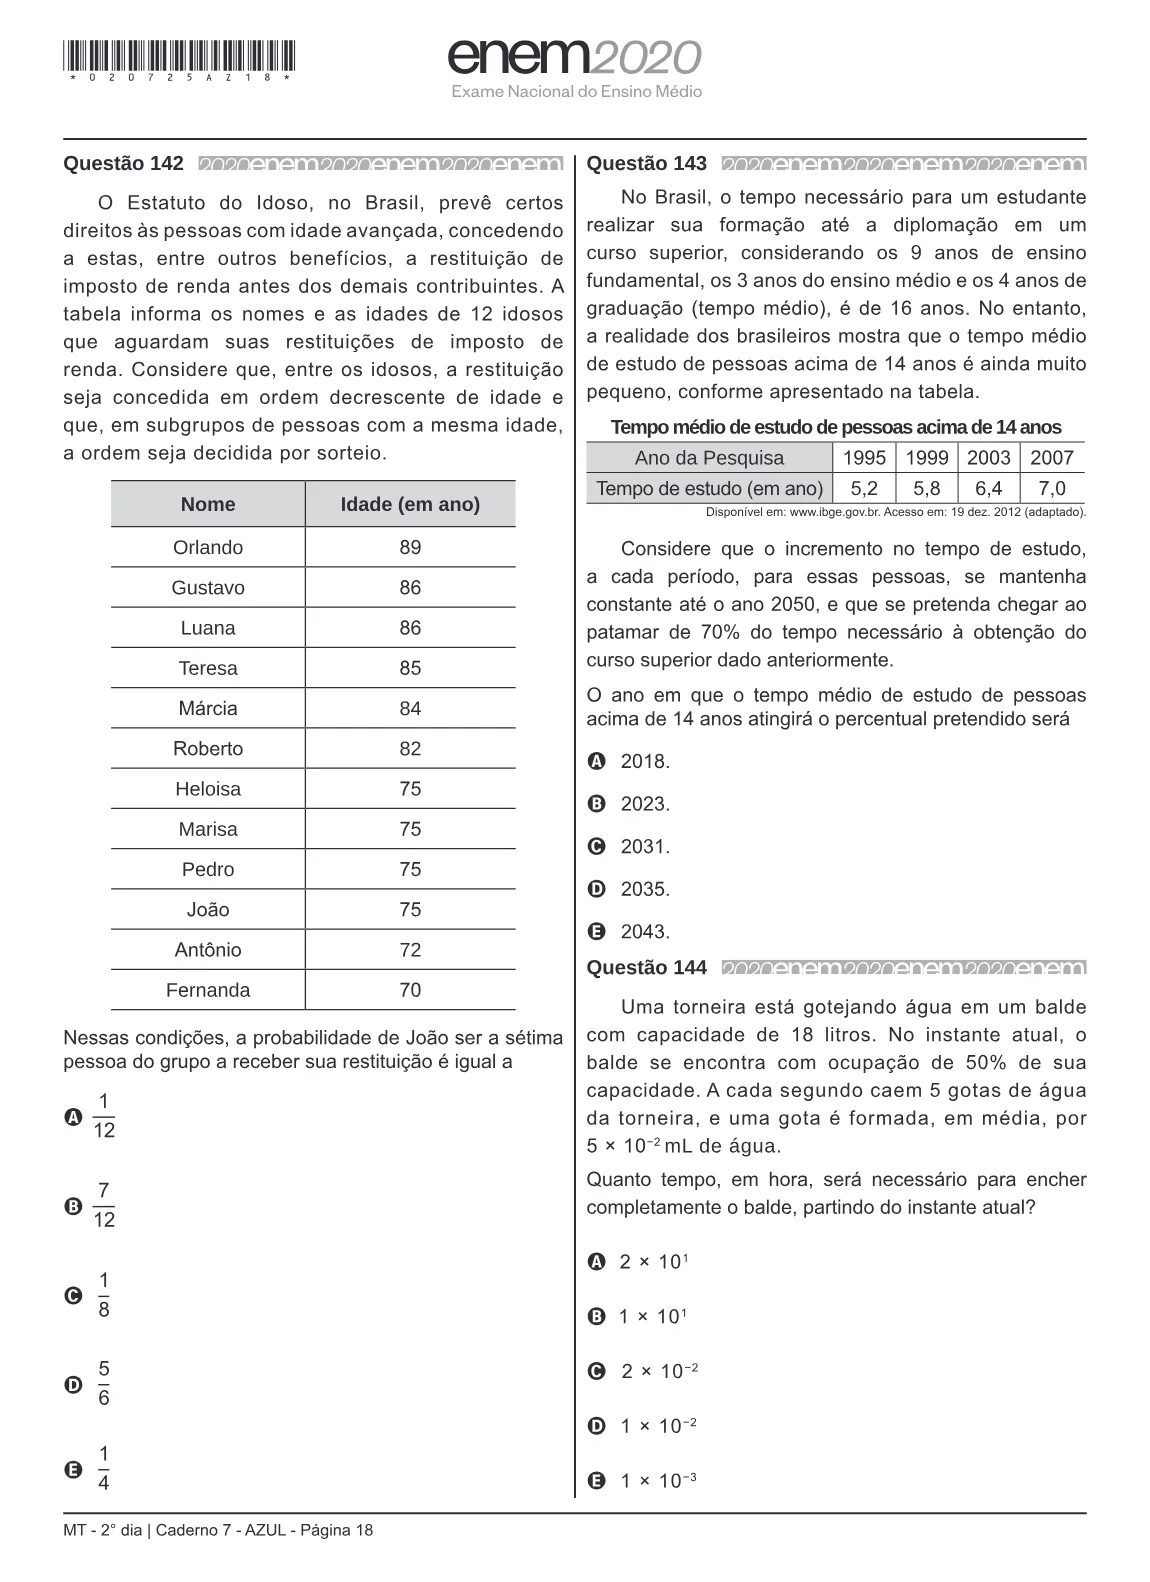 *020725AZ18*
enem2020
Exame Nacional do Ensino Médio
Questão 142 2020enem2020enem2020enem
O Estatuto do Idoso, no Brasil, prevê certos
direitos às pessoas com idade avançada, concedendo
a estas, entre outros benefícios, a restituição de
imposto de renda antes dos demais contribuintes. A
tabela informa os nomes e as idades de 12 idosos
que aguardam suas restituições de imposto de
renda. Considere que, entre os idosos, a restituição
seja concedida em ordem decrescente de idade e
que, em subgrupos de pessoas com a mesma idade,
a ordem seja decidida por sorteio.
Nome Idade (em ano)
Orlando 89
Gustavo 86
Luana 86
Teresa 85
Márcia 84
Roberto 82
Heloisa 75
Marisa 75
Pedro 75
João 75
Antônio 72
Fernanda 70
Nessas condições, a probabilidade de João ser a sétima
pessoa do grupo a receber sua restituição é igual a
A 1/12
B 7/12
C 1/8
D 5/6
E 1/4
Questão 143 2020enem2020enem2020enem
No Brasil, o tempo necessário para um estudante
realizar sua formação até a diplomação em um
curso superior, considerando os 9 anos de ensino
fundamental, os 3 anos do ensino médio e os 4 anos de
graduação (tempo médio), é de 16 anos. No entanto,
a realidade dos brasileiros mostra que o tempo médio
de estudo de pessoas acima de 14 anos é ainda muito
pequeno, conforme apresentado na tabela.
Tempo médio de estudo de pessoas acima de 14 anos
Ano da Pesquisa 1995 1999 2003 2007
Tempo de estudo (em ano) 5,2 5,8 6,4 7,0
Disponível em: www.ibge.gov.br. Acesso em: 19 dez. 2012 (adaptado).
Considere que o incremento no tempo de estudo,
a cada período, para essas pessoas, se mantenha
constante até o ano 2050, e que se pretenda chegar ao
patamar de 70% do tempo necessário à obtenção do
curso superior dado anteriormente.
O ano em que o tempo médio de estudo de pessoas
acima de 14 anos atingirá o percentual pretendido será
A 2018.
B 2023.
C 2031.
D 2035.
E 2043.
Questão 144 2020enem2020enem2020enem
Uma torneira está gotejando água em um balde
com capacidade de 18 litros. No instante atual, o
balde se encontra com ocupação de 50% de sua
capacidade. A cada segundo caem 5 gotas de água
da torneira, e uma gota é formada, em média, por
5 × 10⁻² mL de água.
Quanto tempo, em hora, será necessário para encher
completamente o balde, partindo do instante atual?
A 2 × 10¹
B 1 × 10¹
C 2 × 10⁻²
D 1 × 10⁻²
E 1 × 10⁻³
MT - 2° dia | Caderno 7 - AZUL - Página 18